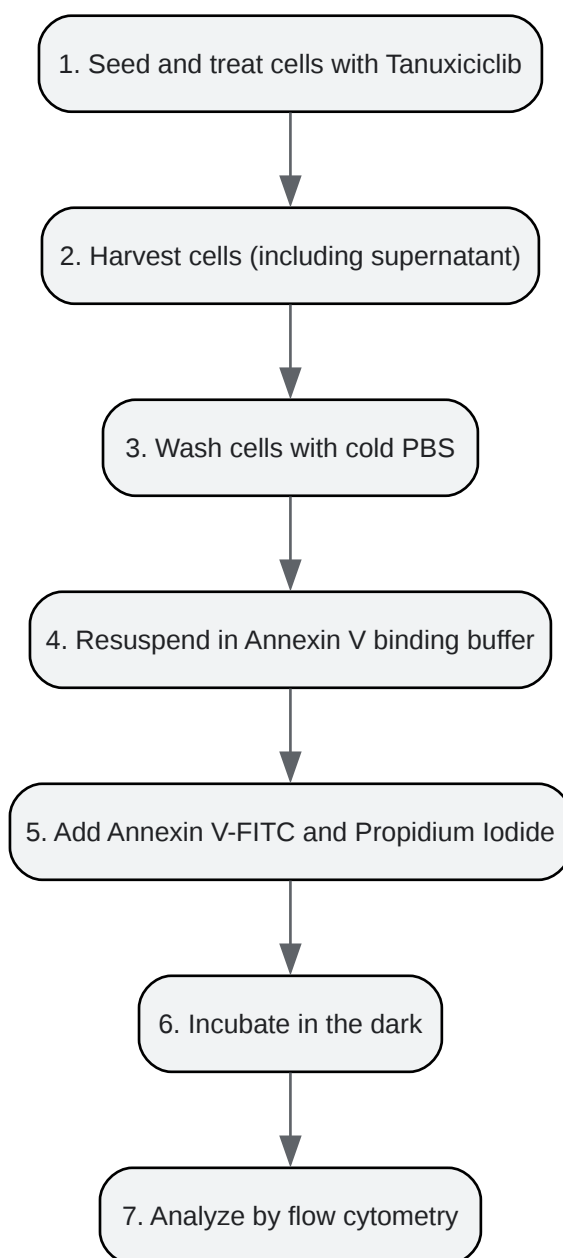 1. Seed and treat cells with Tanuxiciclib
2. Harvest cells (including supernatant)
3. Wash cells with cold PBS
4. Resuspend in Annexin V binding buffer
5. Add Annexin V-FITC and Propidium Iodide
6. Incubate in the dark
7. Analyze by flow cytometry